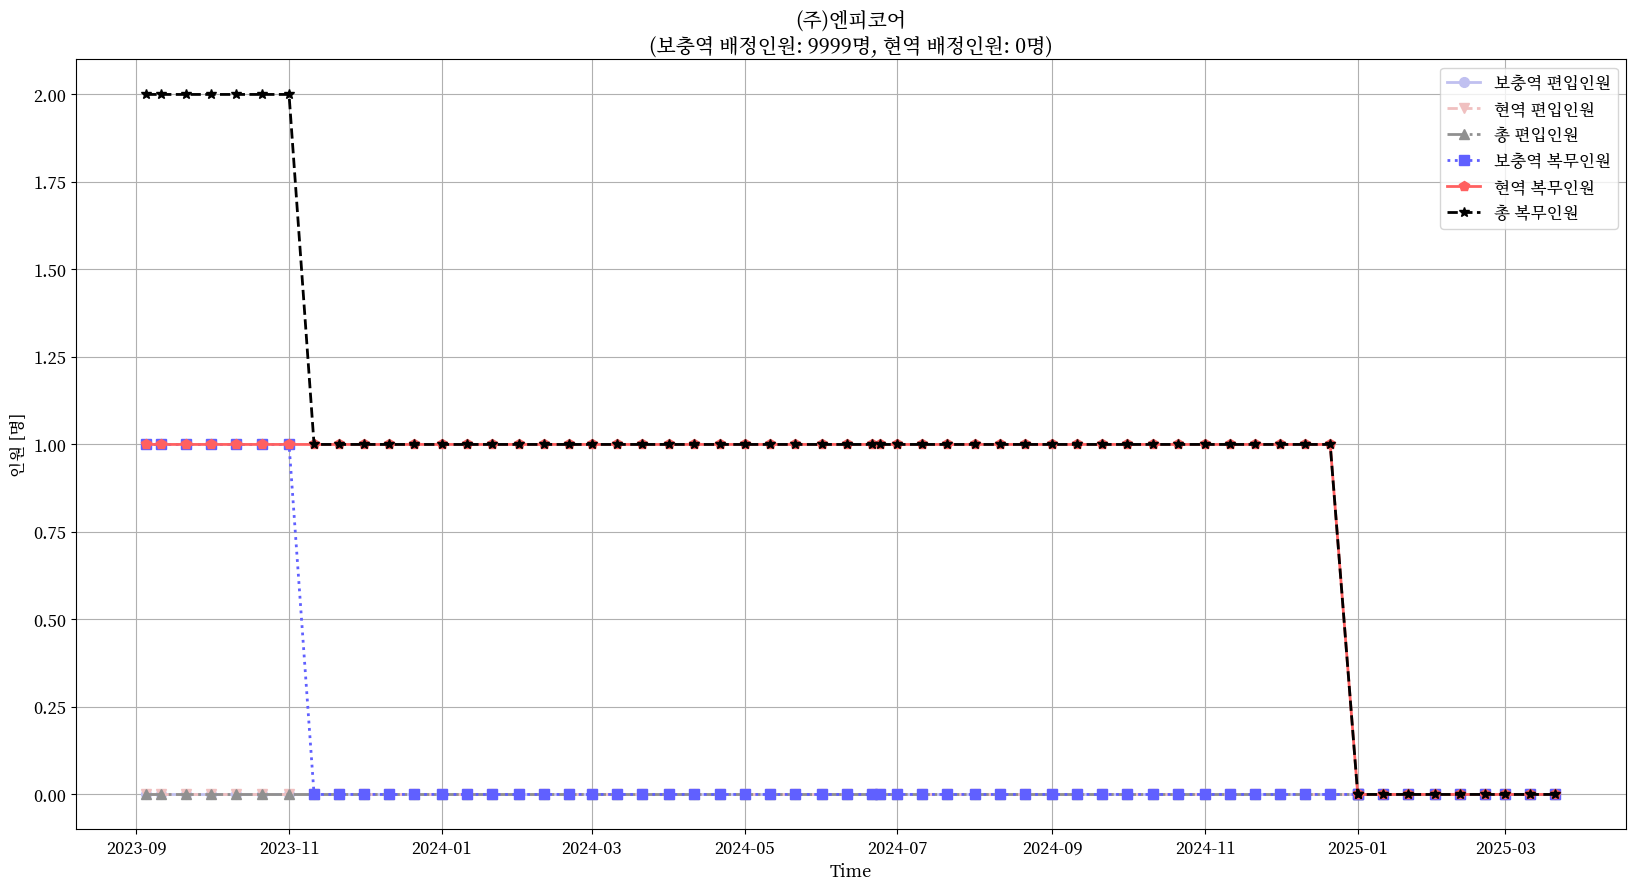 (주)엔피코어
(보충역 배정인원: 9999명, 현역 배정인원: 0명)
보충역 편입인원
현역 편입인원
총 편입인원
보충역 복무인원
현역 복무인원
총 복무인원
인원 [명]
2.00
1.75
1.50
1.25
1.00
0.75
0.50
0.25
0.00
2023-09 2023-11 2024-01 2024-03 2024-05 2024-07 2024-09 2024-11 2025-01 2025-03
Time